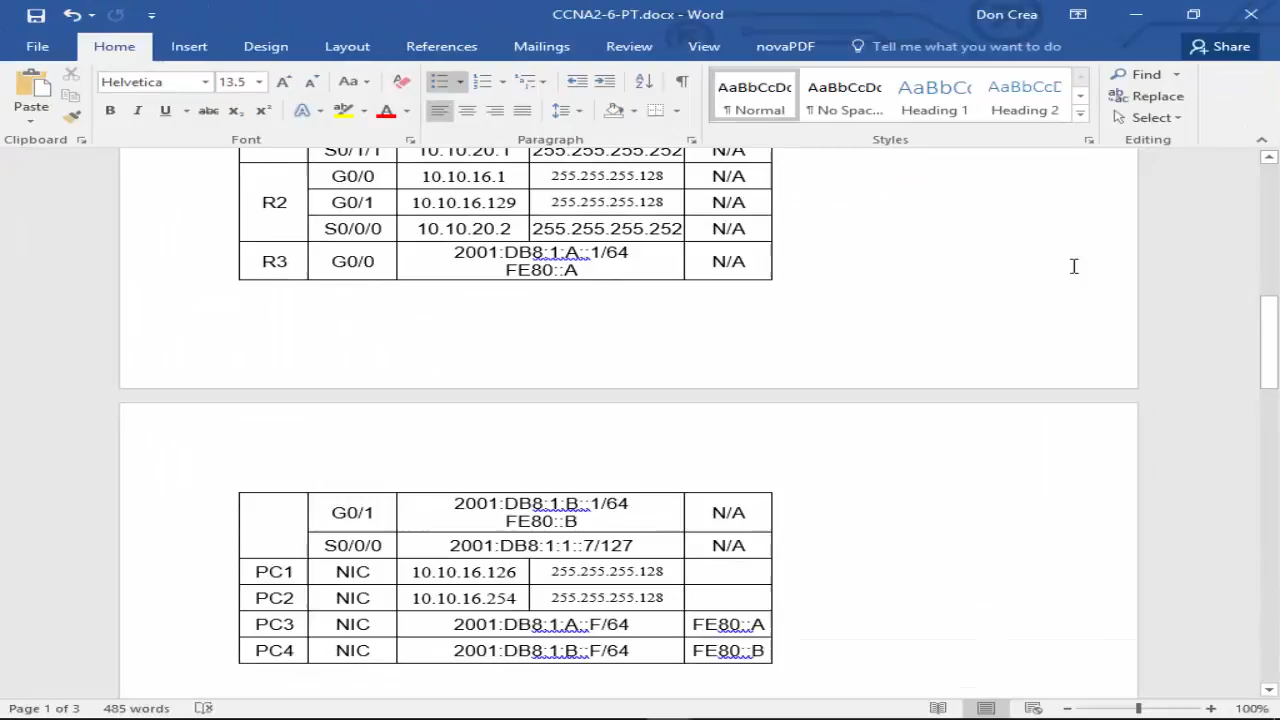 CCNA2-6-PT.docx - Word
Don Crea
File Home Insert Design Layout References Mailings Review View novaPDF Tell me what you want to do Share
Paste
Helvetica 13.5 Aa
B I U abc x₂ x² A A
AaBbCcDc AaBbCcDc AaBbCc AaBbCcD
¶ Normal ¶ No Spac... Heading 1 Heading 2
Find
Replace
Select
Clipboard Font Paragraph Styles Editing
S0/1/1 10.10.20.1 255.255.255.252 N/A
R2 G0/0 10.10.16.1 255.255.255.128 N/A
G0/1 10.10.16.129 255.255.255.128 N/A
S0/0/0 10.10.20.2 255.255.255.252 N/A
R3 G0/0 2001:DB8:1:A::1/64 N/A
FE80::A
G0/1 2001:DB8:1:B::1/64 N/A
FE80::B
S0/0/0 2001:DB8:1:1::7/127 N/A
PC1 NIC 10.10.16.126 255.255.255.128
PC2 NIC 10.10.16.254 255.255.255.128
PC3 NIC 2001:DB8:1:A::F/64 FE80::A
PC4 NIC 2001:DB8:1:B::F/64 FE80::B
Page 1 of 3 485 words 100%